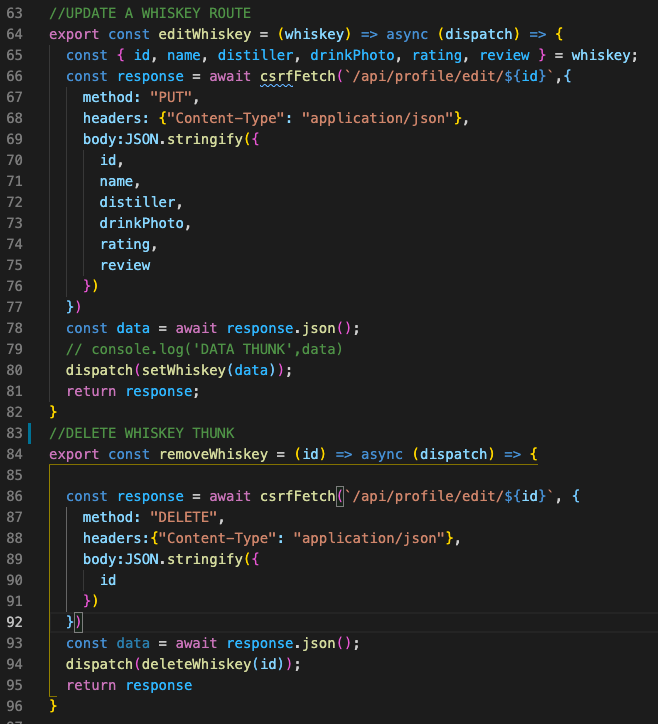 63 //UPDATE A WHISKEY ROUTE
64 export const editWhiskey = (whiskey) => async (dispatch) => {
65   const { id, name, distiller, drinkPhoto, rating, review } = whiskey;
66   const response = await csrfFetch(`/api/profile/edit/${id}`,{
67     method: "PUT",
68     headers: {"Content-Type": "application/json"},
69     body:JSON.stringify({
70       id,
71       name,
72       distiller,
73       drinkPhoto,
74       rating,
75       review
76     })
77   })
78   const data = await response.json();
79   // console.log('DATA THUNK',data)
80   dispatch(setWhiskey(data));
81   return response;
82 }
83 //DELETE WHISKEY THUNK
84 export const removeWhiskey = (id) => async (dispatch) => {
85
86   const response = await csrfFetch(`/api/profile/edit/${id}`, {
87     method: "DELETE",
88     headers:{"Content-Type": "application/json"},
89     body:JSON.stringify({
90       id
91     })
92   })
93   const data = await response.json();
94   dispatch(deleteWhiskey(id));
95   return response
96 }